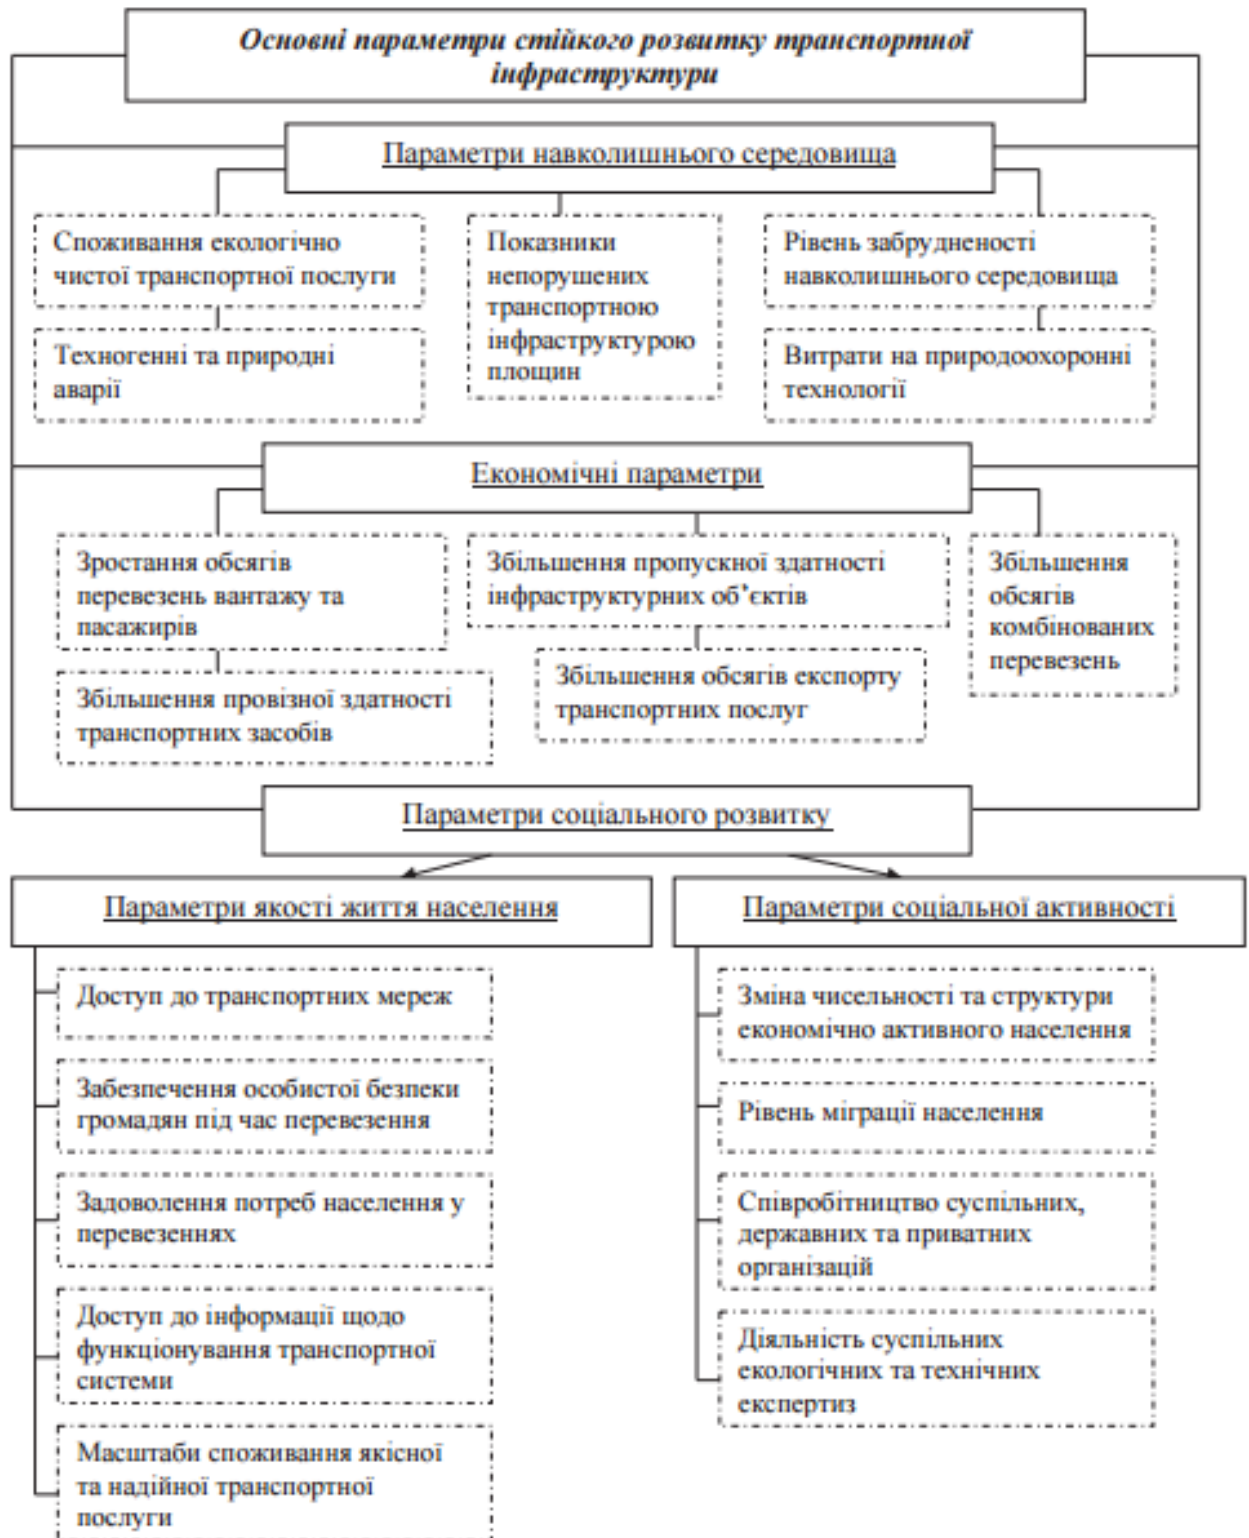 Основні параметри стійкого розвитку транспортної
інфраструктури
Параметри навколишнього середовища
Споживання екологічно
чистої транспортної послуги
Техногенні та природні
аварії
Показники
непорушених
транспортною
інфраструктурою
площин
Рівень забрудненості
навколишнього середовища
Витрати на природоохоронні
технології
Економічні параметри
Зростання обсягів
перевезень вантажу та
пасажирів
Збільшення провізної здатності
транспортних засобів
Збільшення пропускної здатності
інфраструктурних об’єктів
Збільшення обсягів експорту
транспортних послуг
Збільшення
обсягів
комбінованих
перевезень
Параметри соціального розвитку
Параметри якості життя населення
Доступ до транспортних мереж
Забезпечення особистої безпеки
громадян під час перевезення
Задоволення потреб населення у
перевезеннях
Доступ до інформації щодо
функціонування транспортної
системи
Масштаби споживання якісної
та надійної транспортної
послуги
Параметри соціальної активності
Зміна чисельності та структури
економічно активного населення
Рівень міграції населення
Співробітництво суспільних,
державних та приватних
організацій
Діяльність суспільних
екологічних та технічних
експертиз